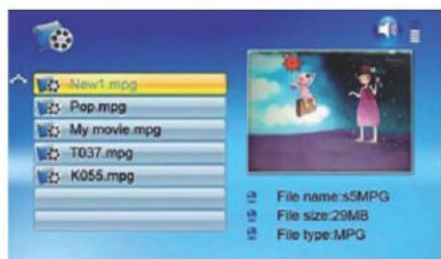 New1.mpg
Pop.mpg
My movie.mpg
T037.mpg
K055.mpg
File name:s5MPG
File size:29MB
File type:MPG